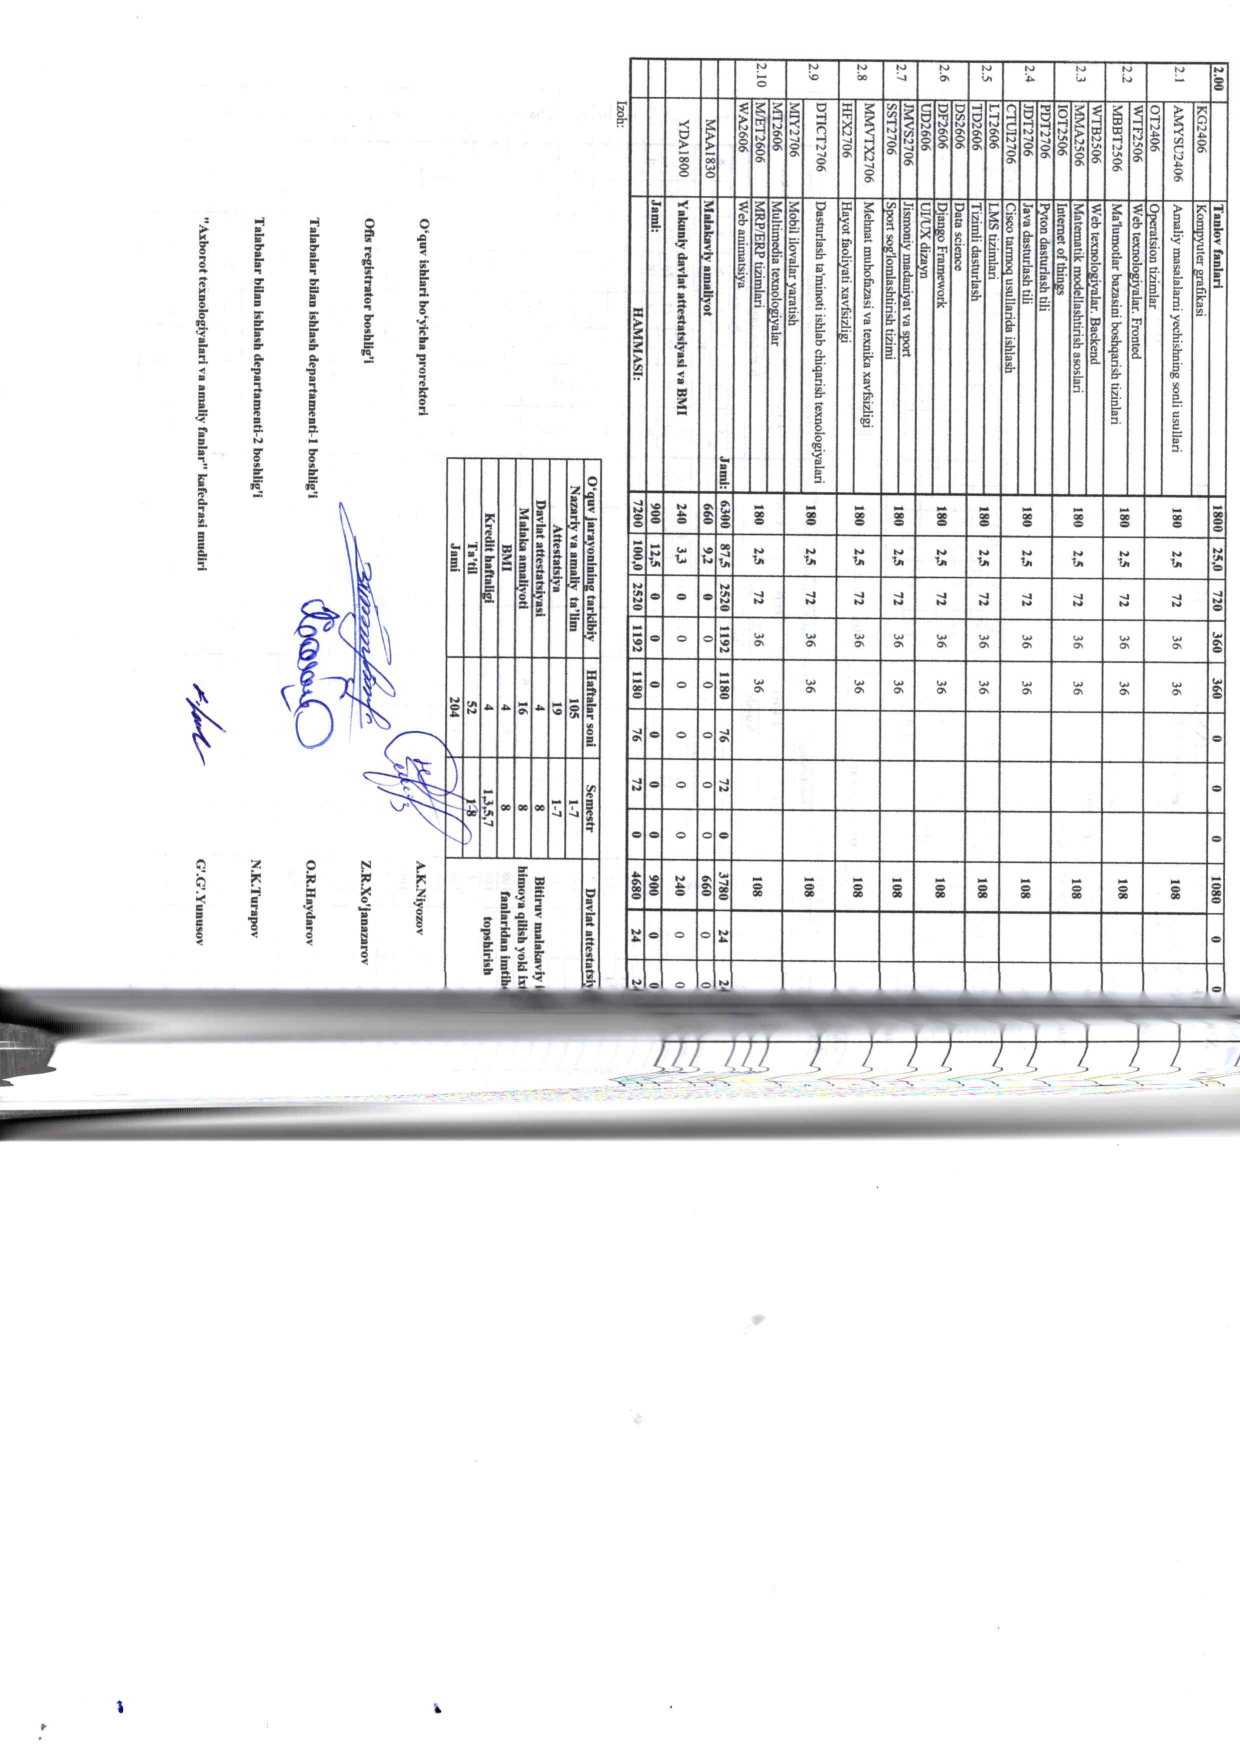 2.00 Tanlov fanlari 1800 25,0 720 360 360 0 0 0 1080 0 0
KG2406 Kompyuter grafikasi
2.1 AMYSU2406 Amaliy masalalarni yechishning sonli usullari 180 2,5 72 36 36 108
OT2406 Operatsion tizimlar
WTF2506 Web texnologiyalar. Fronted
2.2 MBBT2506 Ma'lumotlar bazasini boshqarish tizinlari 180 2,5 72 36 36 108
WTB2506 Web texnologiyalar. Backend
2.3 MMA2506 Matematik modellashtirish asoslari 180 2,5 72 36 36 108
IOT2506 Internet of things
PDT2706 Pyton dasturlash tili
2.4 JDT2706 Java dasturlash tili 180 2,5 72 36 36 108
CTUI2706 Cisco tarmoq usullarida ishlash
LT2606 LMS tizimlari
2.5 TD2606 Tizimli dasturlash 180 2,5 72 36 36 108
DS2606 Data science
2.6 DF2606 Django Framework 180 2,5 72 36 36 108
UD2606 UI/UX dizayn
2.7 JMVS2706 Jismoniy madaniyat va sport 180 2,5 72 36 36 108
SST2706 Sport sog'lomlashtirish tizimi
2.8 MMVTX2706 Mehnat muhofazasi va texnika xavfsizligi 180 2,5 72 36 36 108
HFX2706 Hayot faoliyati xavfsizligi
2.9 DTICT2706 Dasturlash ta'minoti ishlab chiqarish texnologiyalari 180 2,5 72 36 36 108
MIY2706 Mobil ilovalar yaratish
MT2606 Multimedia texnologiyalar
2.10 M/ET2606 MRP/ERP tizimlari 180 2,5 72 36 36 108
WA2606 Web animatsiya
Jami: 6300 87,5 2520 1192 1180 76 72 0 3780 24
MAA1830 Malakaviy amaliyot 660 9,2 0 0 0 0 0 0 660 0 0
YDA1800 Yakuniy davlat attestatsiyasi va BMI 240 3,3 0 0 0 0 0 0 240 0 0
Jami: 900 12,5 0 0 0 0 0 0 900 0 0
HAMMASI: 7200 100,0 2520 1192 1180 76 72 0 4680 24
Izoh:
O'quv jarayonining tarkibiy Haftalar soni Semestr Davlat
Nazariy va amaliy ta'lim 105 1-7
Attestatsiya 19 1-7
Davlat attestatsiyasi 4 8 Bitiruv malakaviy
Malaka amaliyoti 16 8 himoya qilish yoki
BMI 4 8 fanlaridan
Kredit haftaligi 4 1,3,5,7 topshirish
Ta'til 52 1-8
Jami 204
O'quv ishlari bo'yicha prorektori A.K.Niyozov
Ofis registrator boshlig'i Z.R.Xo'janazarov
Talabalar bilan ishlash departamenti-1 boshlig'i O.R.Haydarov
Talabalar bilan ishlash departamenti-2 boshlig'i N.K.Turapov
"Axborot texnologiyalari va amaliy fanlar" kafedrasi mudiri G'.G'.Yunusov